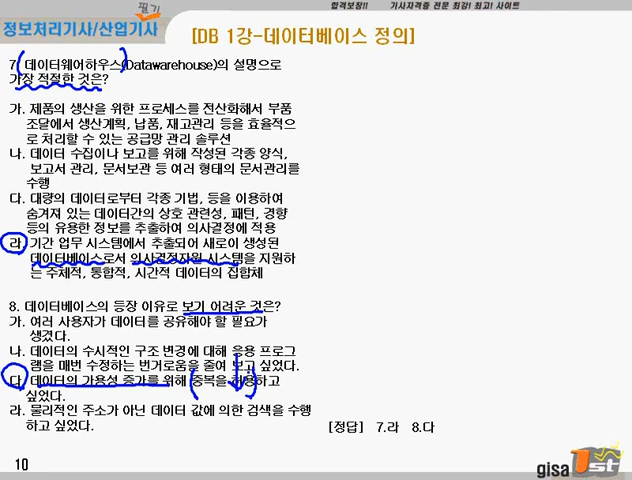 합격보장!! 기사자격증 전문 최강! 최고! 사이트
필기
정보처리기사/산업기사
[DB 1강-데이터베이스 정의]
7. 데이터웨어하우스(Datawarehouse)의 설명으로
가장 적절한 것은?
가. 제품의 생산을 위한 프로세스를 전산화해서 부품
조달에서 생산계획, 납품, 재고관리 등을 효율적으
로 처리할 수 있는 공급망 관리 솔루션
나. 데이터 수집이나 보고를 위해 작성된 각종 양식,
보고서 관리, 문서보관 등 여러 형태의 문서관리를
수행
다. 대량의 데이터로부터 각종 기법, 등을 이용하여
숨겨져 있는 데이터간의 상호 관련성, 패턴, 경향
등의 유용한 정보를 추출하여 의사결정에 적용
라. 기간 업무 시스템에서 추출되어 새로이 생성된
데이터베이스로서 의사결정지원 시스템을 지원하
는 주체적, 통합적, 시간적 데이터의 집합체
8. 데이터베이스의 등장 이유로 보기 어려운 것은?
가. 여러 사용자가 데이터를 공유해야 할 필요가
생겼다.
나. 데이터의 수시적인 구조 변경에 대해 응용 프로그
램을 매번 수정하는 번거로움을 줄여 보고 싶었다.
다. 데이터의 가용성 증가를 위해 중복을 허용하고
싶었다.
라. 물리적인 주소가 아닌 데이터 값에 의한 검색을 수행
하고 싶었다.
[정답] 7.라 8.다
10
gisa 1st